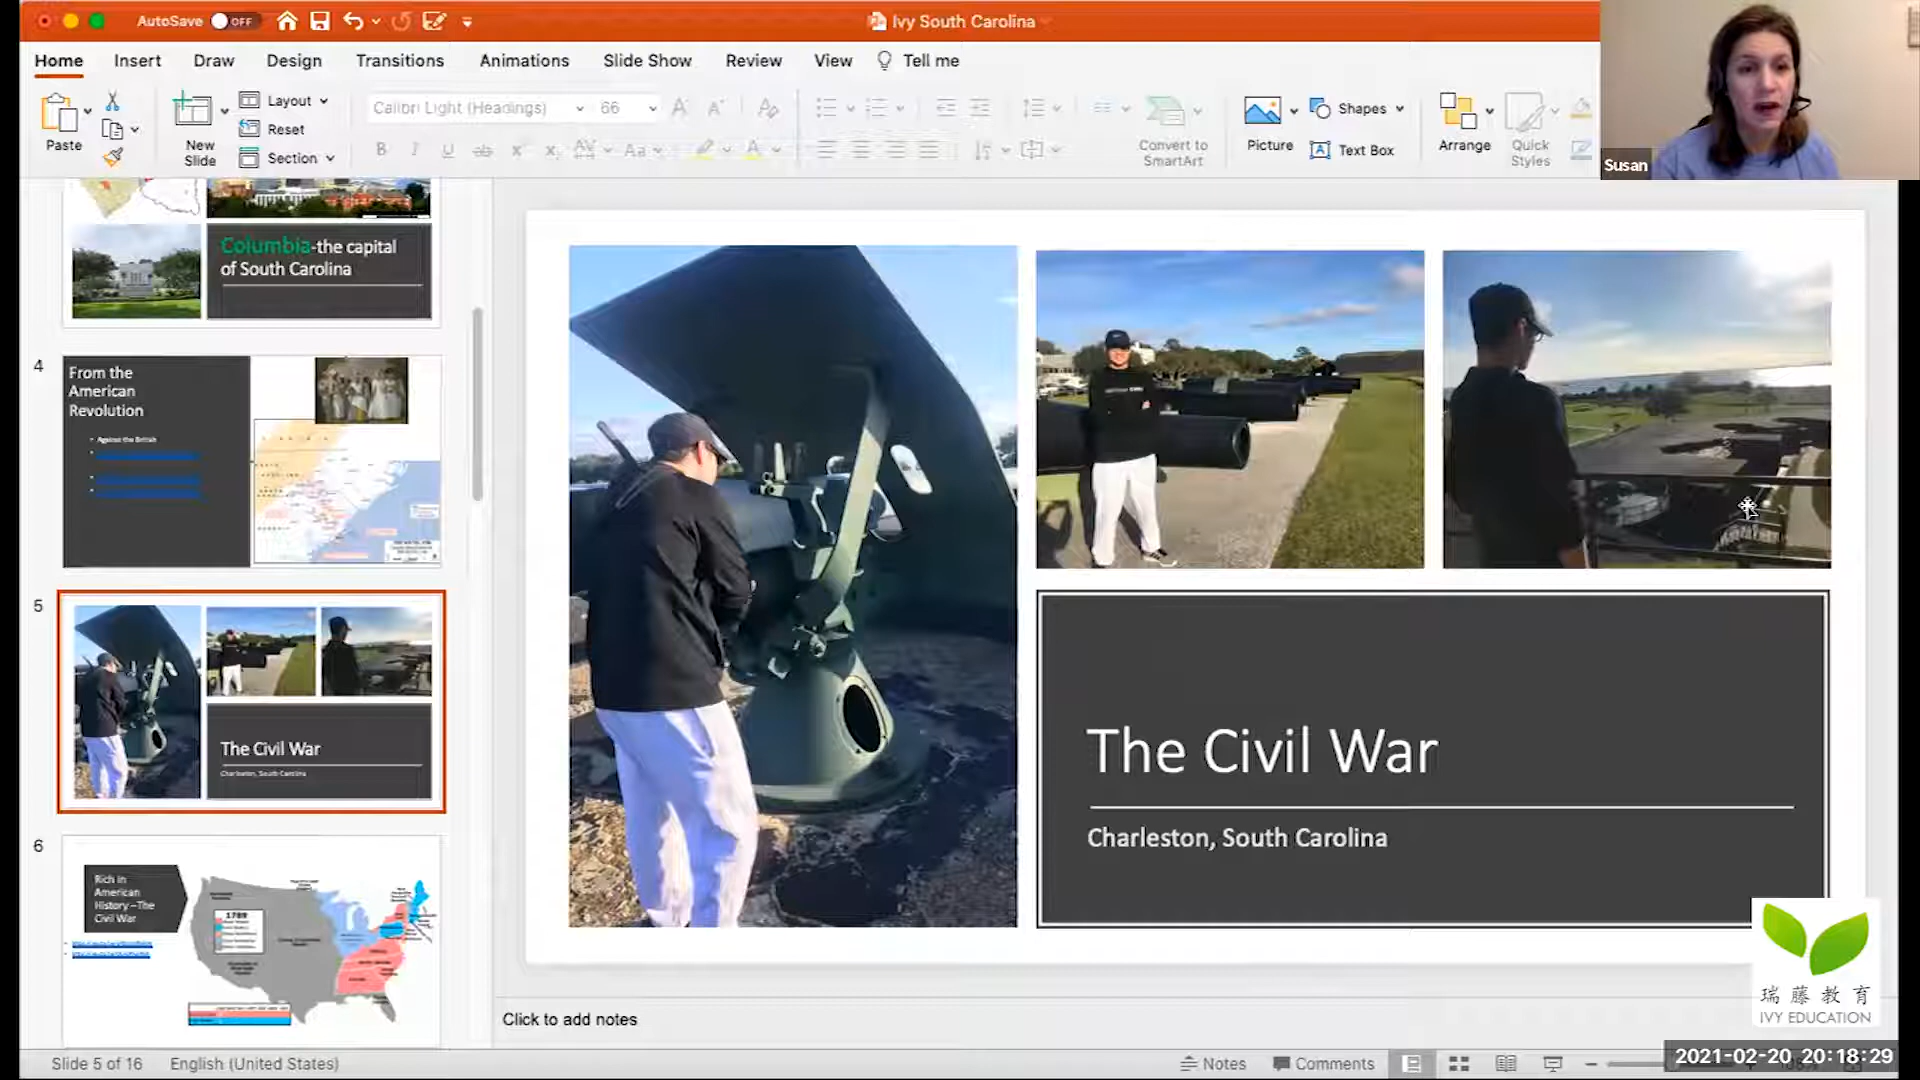 AutoSave OFF
Ivy South Carolina
Home Insert Draw Design Transitions Animations Slide Show Review View Tell me
Paste
New
Slide
Layout
Reset
Section
Calibri Light (Headings) 66
Convert to
SmartArt
Picture
Shapes
Text Box
Arrange
Quick
Styles
Susan
Columbia-the capital
of South Carolina
4
From the
American
Revolution
Against the British
5
The Civil War
Charleston, South Carolina
6
Rich in
American
History –The
Civil War
1789
The Civil War
Charleston, South Carolina
瑞藤教育
IVY EDUCATION
Click to add notes
Slide 5 of 16 English (United States)
Notes Comments
2021-02-20 20:18:29